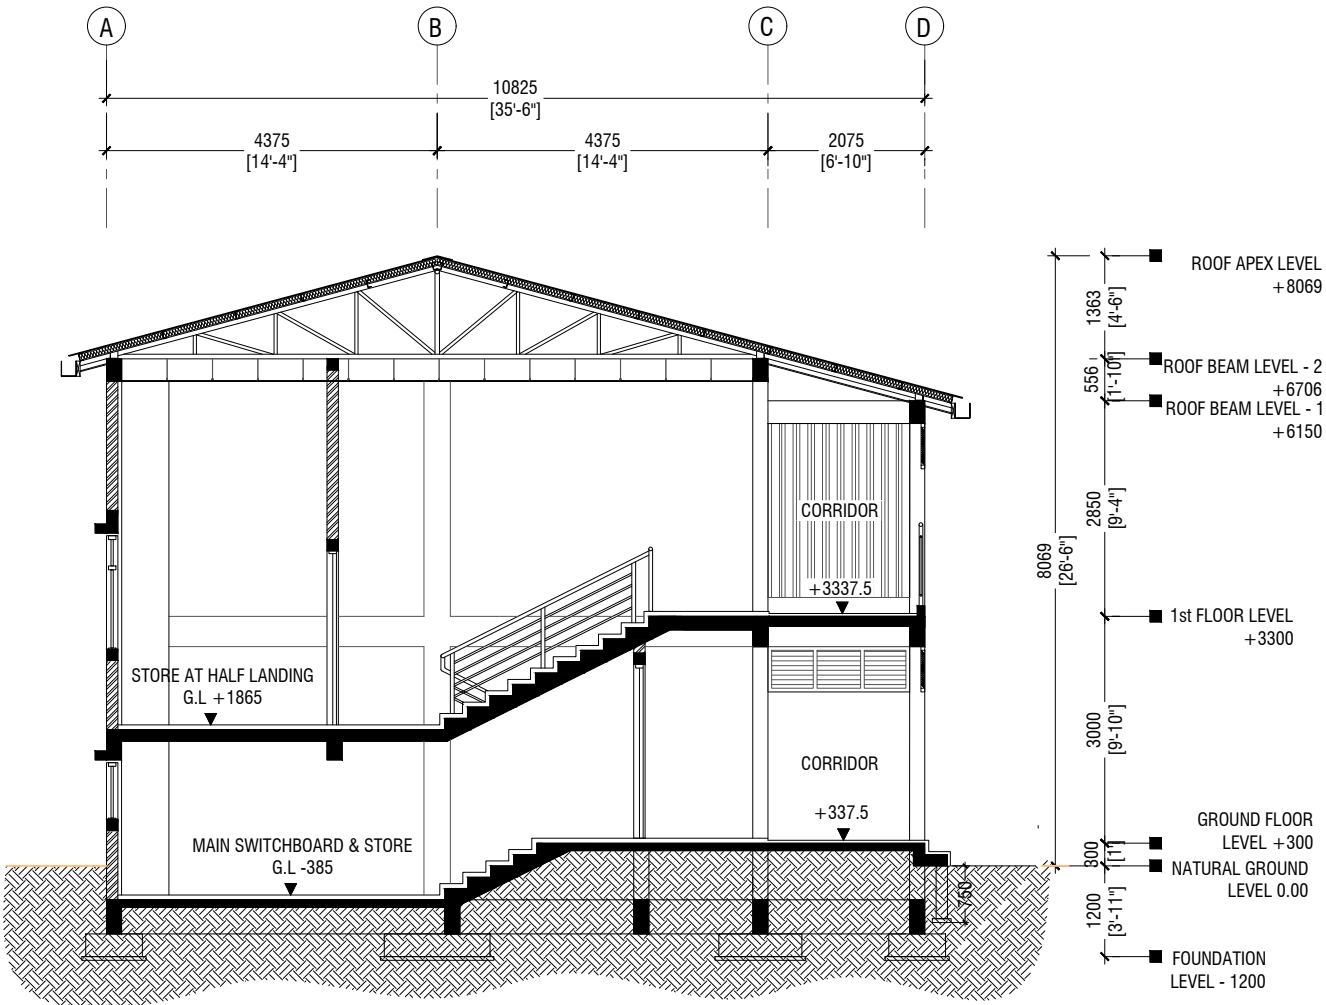 A B C D
10825
[35'-6"]
4375 4375 2075
[14'-4"] [14'-4"] [6'-10"]
ROOF APEX LEVEL
+8069
1363
[4'-6"]
ROOF BEAM LEVEL - 2
+6706
556
[1'-10"]
ROOF BEAM LEVEL - 1
+6150
CORRIDOR
2850
[9'-4"]
8069
[26'-6"]
+3337.5
1st FLOOR LEVEL
+3300
STORE AT HALF LANDING
G.L +1865
3000
[9'-10"]
CORRIDOR
+337.5
GROUND FLOOR
LEVEL +300
MAIN SWITCHBOARD & STORE
G.L -385
300
[1']
NATURAL GROUND
LEVEL 0.00
750
1200
[3'-11"]
FOUNDATION
LEVEL - 1200